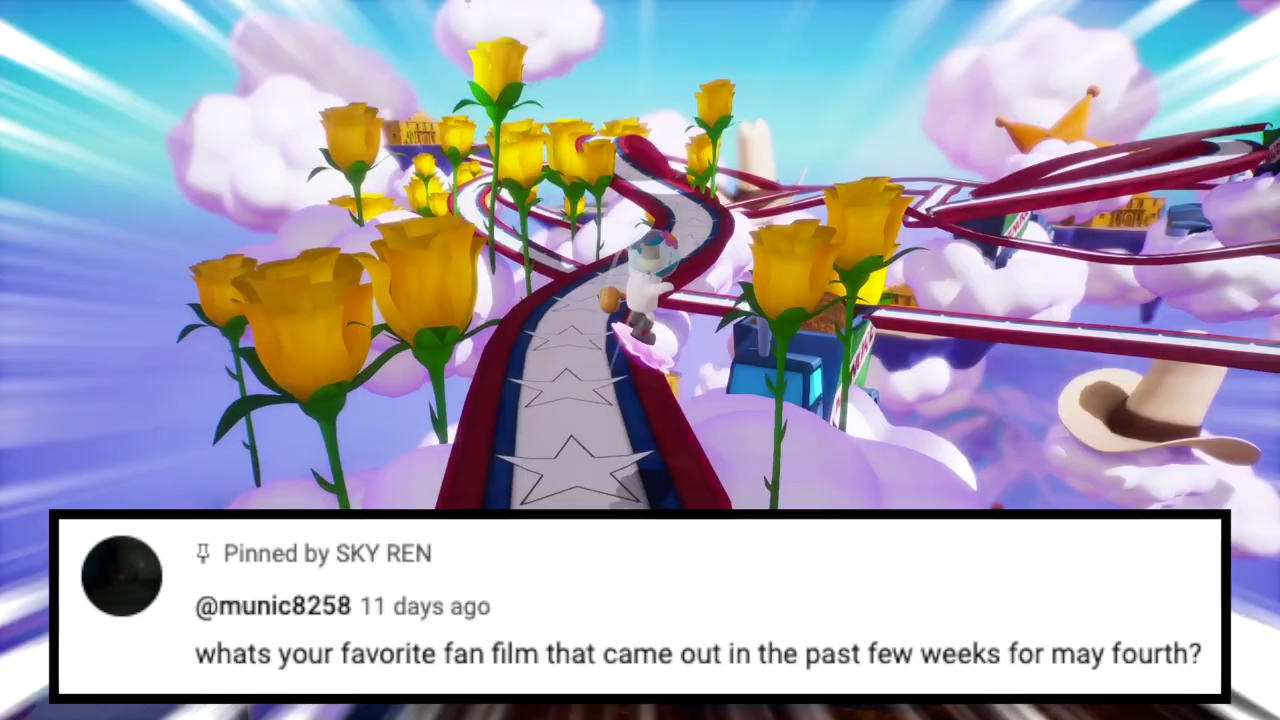 Pinned by SKY REN
@munic8258 11 days ago
whats your favorite fan film that came out in the past few weeks for may fourth?